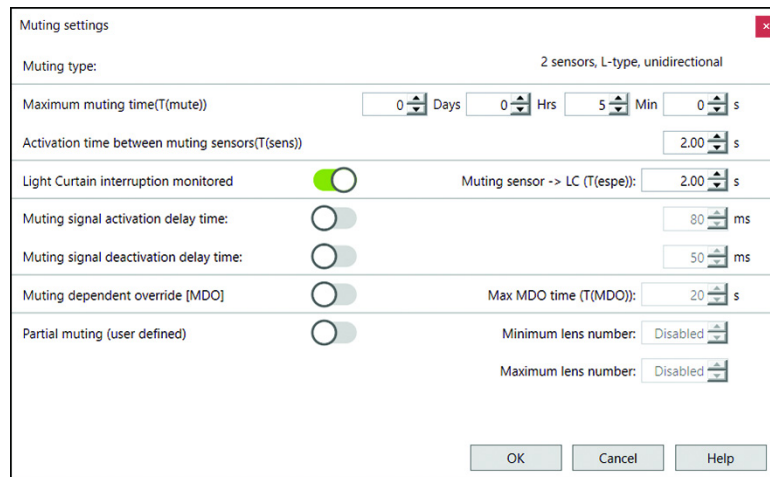 Muting settings
Muting type: 2 sensors, L-type, unidirectional
Maximum muting time(T(mute)) 0 Days 0 Hrs 5 Min 0 s
Activation time between muting sensors(T(sens)) 2.00 s
Light Curtain interruption monitored Muting sensor -> LC (T(espe)): 2.00 s
Muting signal activation delay time: 80 ms
Muting signal deactivation delay time: 50 ms
Muting dependent override [MDO] Max MDO time (T(MDO)): 20 s
Partial muting (user defined) Minimum lens number: Disabled
Maximum lens number: Disabled
OK Cancel Help